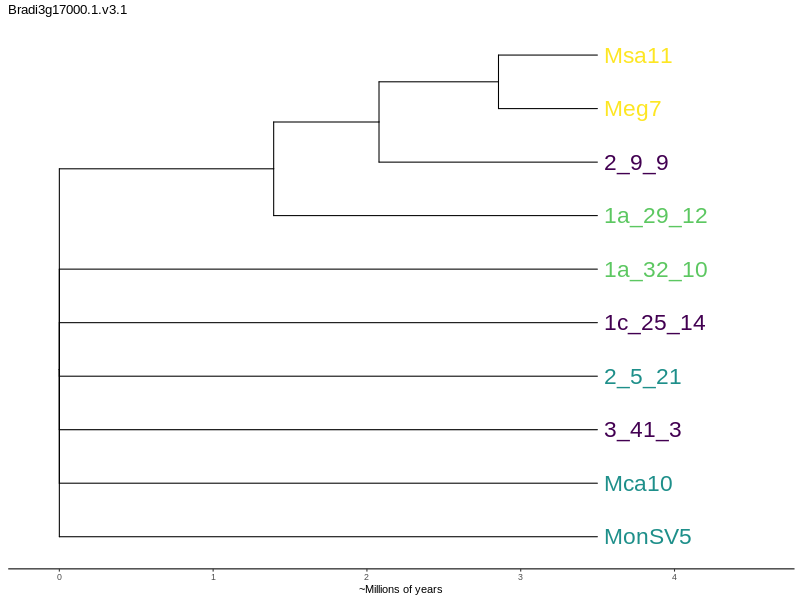 Bradi3g17000.1.v3.1
Msa11
Meg7
2_9_9
1a_29_12
1a_32_10
1c_25_14
2_5_21
3_41_3
Mca10
MonSV5
0 1 2 3 4
~Millions of years